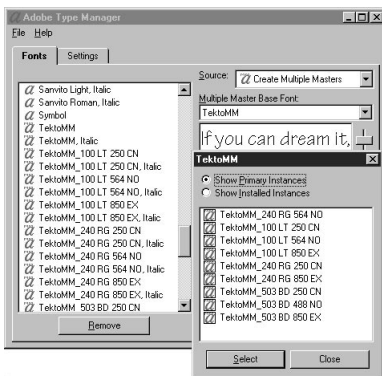 Adobe Type Manager
File Help
Fonts Settings
Sanvito Light, Italic
Sanvito Roman, Italic
Symbol
TektoMM
TektoMM, Italic
TektoMM_100 LT 250 CN
TektoMM_100 LT 250 CN, Italic
TektoMM_100 LT 564 NO
TektoMM_100 LT 564 NO, Italic
TektoMM_100 LT 850 EX
TektoMM_100 LT 850 EX, Italic
TektoMM_240 RG 250 CN
TektoMM_240 RG 250 CN, Italic
TektoMM_240 RG 564 NO
TektoMM_240 RG 564 NO, Italic
TektoMM_240 RG 850 EX
TektoMM_240 RG 850 EX, Italic
TektoMM 503 BD 250 CN
Remove
Source: Create Multiple Masters
Multiple Master Base Font:
TektoMM
If you can dream it,
TektoMM
Show Primary Instances
Show Installed Instances
TektoMM_240 RG 564 NO
TektoMM_100 LT 250 CN
TektoMM_100 LT 564 NO
TektoMM_100 LT 850 EX
TektoMM_240 RG 250 CN
TektoMM_240 RG 850 EX
TektoMM_503 BD 250 CN
TektoMM_503 BD 488 NO
TektoMM_503 BD 850 EX
Select Close